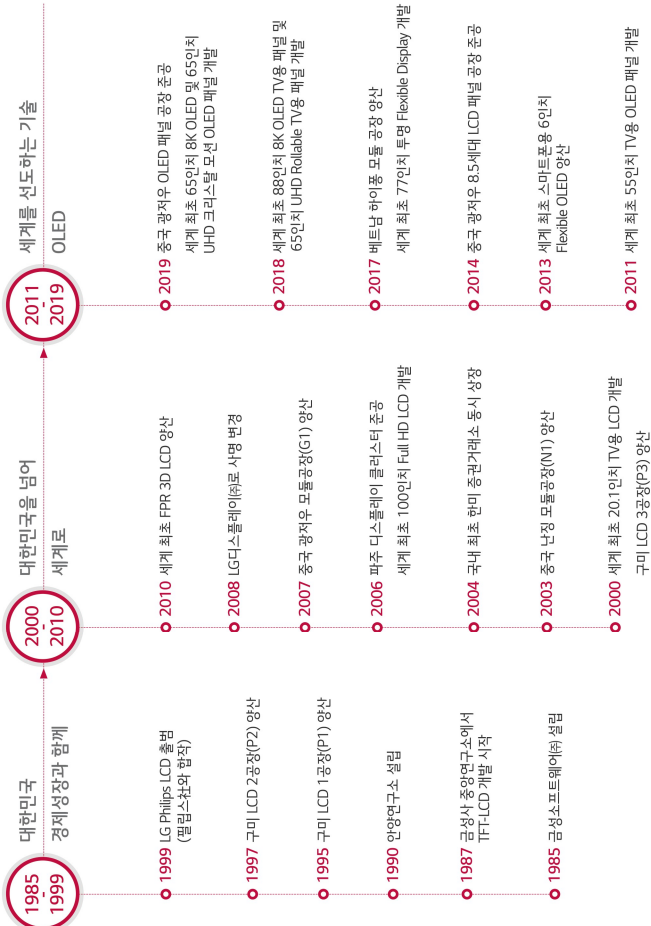 1985
-
1999
대한민국
경제성장과 함께
1999 LG Philips LCD 출범
(필립스社와 합작)
1997 구미 LCD 2공장(P2) 양산
1995 구미 LCD 1공장(P1) 양산
1990 안양연구소 설립
1987 금성사 중앙연구소에서
TFT-LCD 개발 시작
1985 금성소프트웨어㈜ 설립
2000
-
2010
대한민국을 넘어
세계로
2010 세계 최초 FPR 3D LCD 양산
2008 LG디스플레이㈜로 사명 변경
2007 중국 광저우 모듈공장(G1) 양산
2006 파주 디스플레이 클러스터 준공
세계 최초 100인치 Full HD LCD 개발
2004 국내 최초 한미 증권거래소 동시 상장
2003 중국 난징 모듈공장(N1) 양산
2000 세계 최초 20.1인치 TV용 LCD 개발
구미 LCD 3공장(P3) 양산
2011
-
2019
세계를 선도하는 기술
OLED
2019 중국 광저우 OLED 패널 공장 준공
세계 최초 65인치 8K OLED 및 65인치
UHD 크리스탈 모션 OLED 패널 개발
2018 세계 최초 88인치 8K OLED TV용 패널 및
65인치 UHD Rollable TV용 패널 개발
2017 베트남 하이퐁 모듈 공장 양산
세계 최초 77인치 투명 Flexible Display 개발
2014 중국 광저우 8.5세대 LCD 패널 공장 준공
2013 세계 최초 스마트폰용 6인치
Flexible OLED 양산
2011 세계 최초 55인치 TV용 OLED 패널 개발